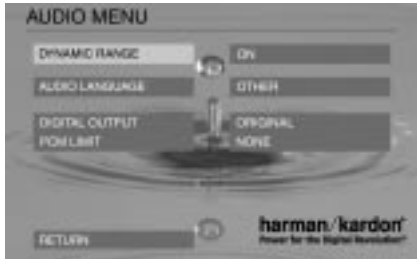 AUDIO MENU
DYNAMIC RANGE ON
AUDIO LANGUAGE OTHER
DIGITAL OUTPUT ORIGINAL
PCM LIMIT NONE
RETURN
harman/kardon
Power for the Digital Revolution